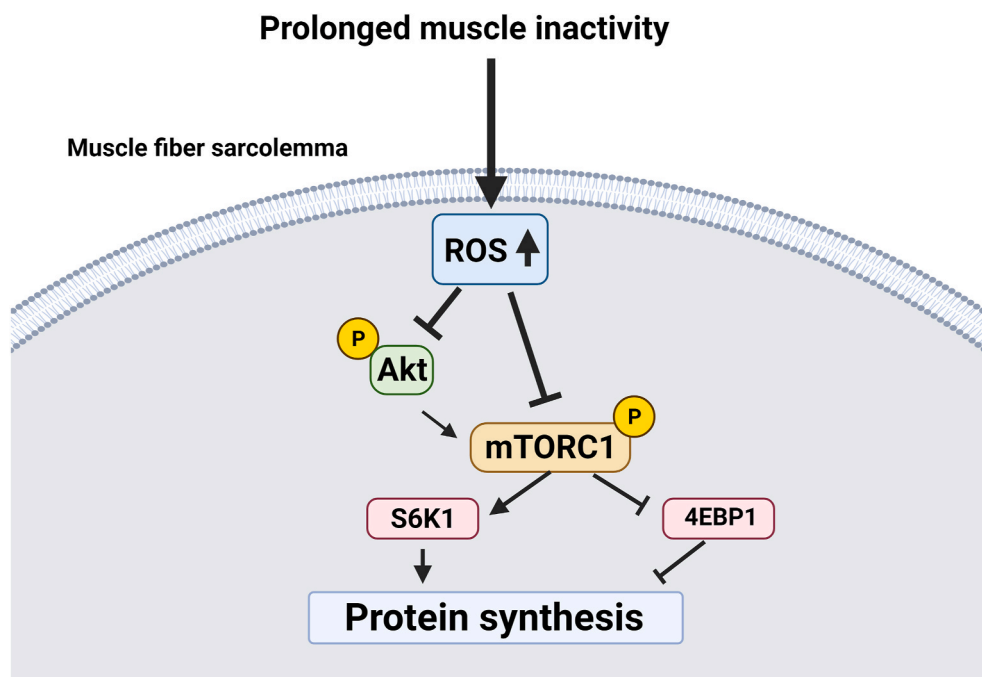 Prolonged muscle inactivity
Muscle fiber sarcolemma
ROS
P
Akt
P
mTORC1
S6K1
4EBP1
Protein synthesis